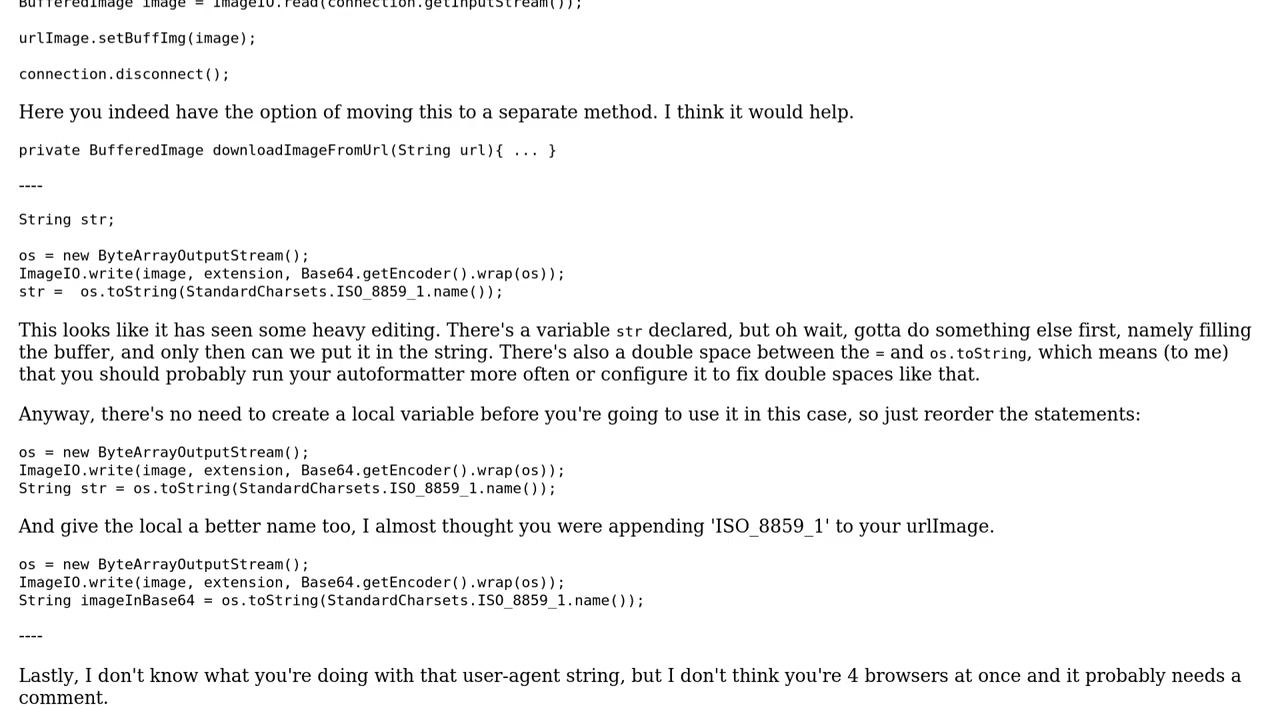 BufferedImage image = ImageIO.read(connection.getInputStream());
urlImage.setBuffImg(image);
connection.disconnect();
Here you indeed have the option of moving this to a separate method. I think it would help.
private BufferedImage downloadImageFromUrl(String url){ ... }
----
String str;
os = new ByteArrayOutputStream();
ImageIO.write(image, extension, Base64.getEncoder().wrap(os));
str =  os.toString(StandardCharsets.ISO_8859_1.name());
This looks like it has seen some heavy editing. There's a variable str declared, but oh wait, gotta do something else first, namely filling
the buffer, and only then can we put it in the string. There's also a double space between the = and os.toString, which means (to me)
that you should probably run your autoformatter more often or configure it to fix double spaces like that.
Anyway, there's no need to create a local variable before you're going to use it in this case, so just reorder the statements:
os = new ByteArrayOutputStream();
ImageIO.write(image, extension, Base64.getEncoder().wrap(os));
String str = os.toString(StandardCharsets.ISO_8859_1.name());
And give the local a better name too, I almost thought you were appending 'ISO_8859_1' to your urlImage.
os = new ByteArrayOutputStream();
ImageIO.write(image, extension, Base64.getEncoder().wrap(os));
String imageInBase64 = os.toString(StandardCharsets.ISO_8859_1.name());
----
Lastly, I don't know what you're doing with that user-agent string, but I don't think you're 4 browsers at once and it probably needs a
comment.